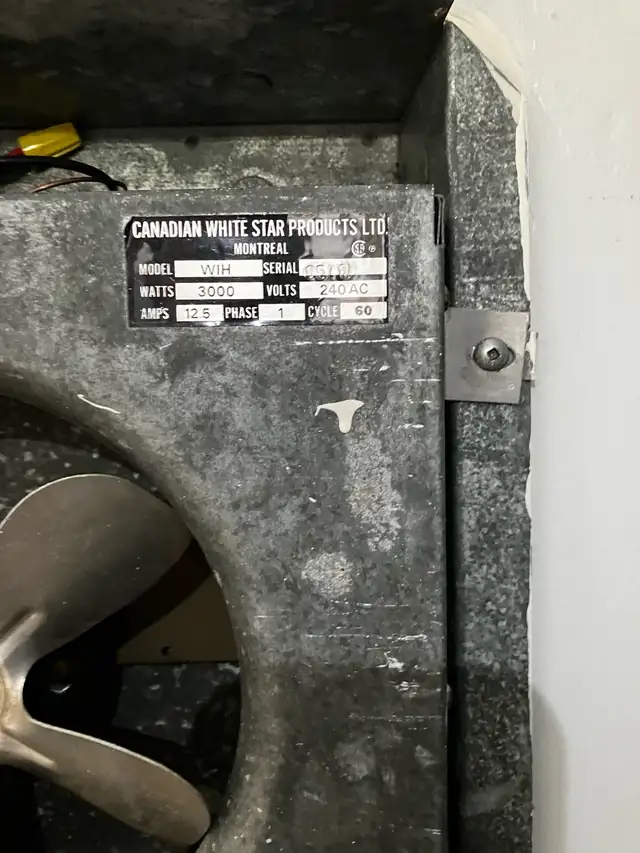 CANADIAN WHITE STAR PRODUCTS LTD.
MONTREAL SA ®
MODEL WIH SERIAL
WATTS 3000 VOLTS 240 AC
AMPS 12.5 PHASE 1 CYCLE 60